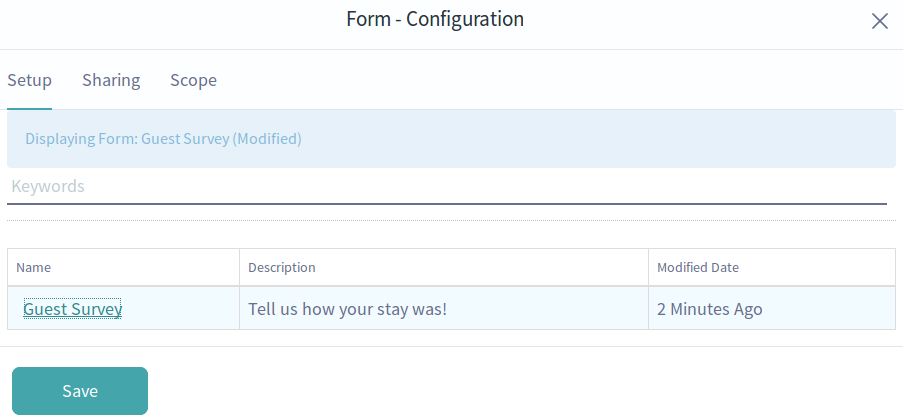 Form - Configuration
Setup Sharing Scope
Displaying Form: Guest Survey (Modified)
Keywords
Name Description Modified Date
Guest Survey Tell us how your stay was! 2 Minutes Ago
Save